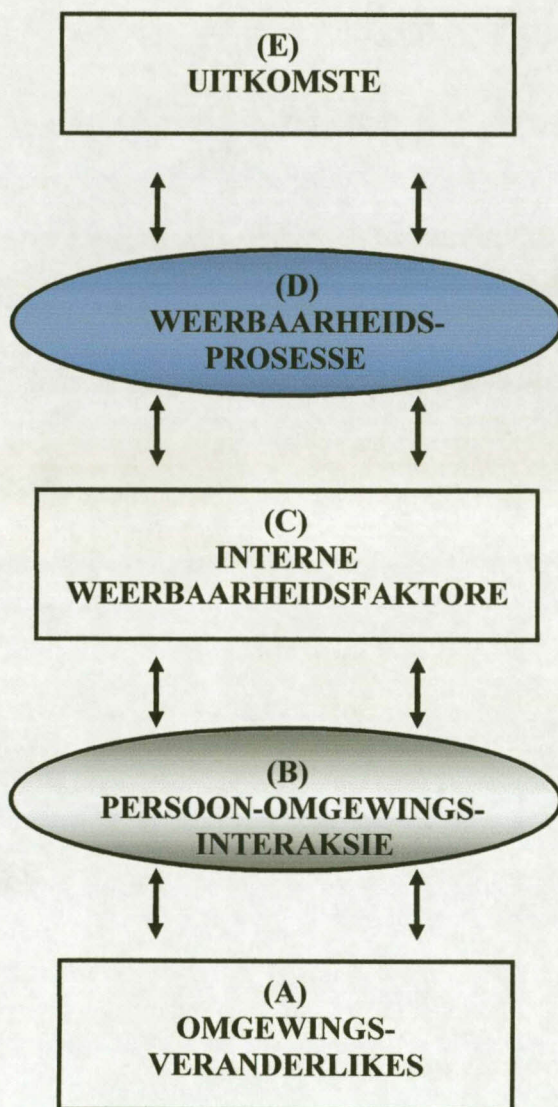 (E)
UITKOMSTE
(D)
WEERBAARHEIDS-
PROSESSE
(C)
INTERNE
WEERBAARHEIDSFAKTORE
(B)
PERSOON-OMGEWINGS-
INTERAKSIE
(A)
OMGEWINGS-
VERANDERLIKES